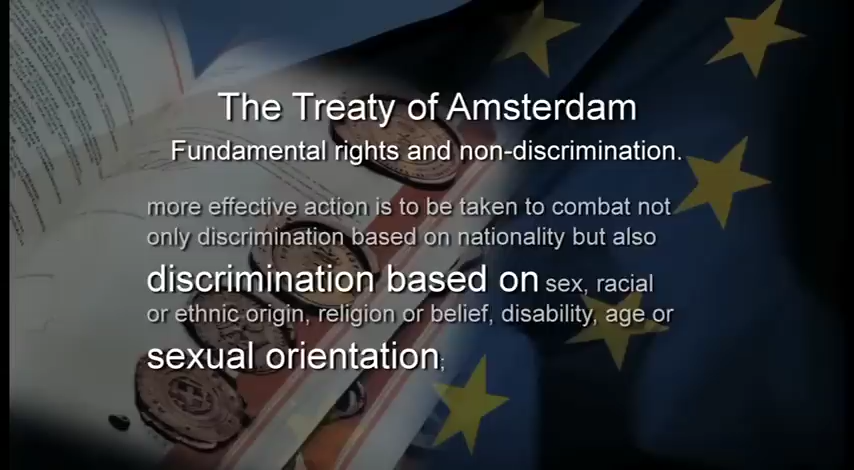 The Treaty of Amsterdam
Fundamental rights and non-discrimination.
more effective action is to be taken to combat not
only discrimination based on nationality but also
discrimination based on sex, racial
or ethnic origin, religion or belief, disability, age or
sexual orientation;